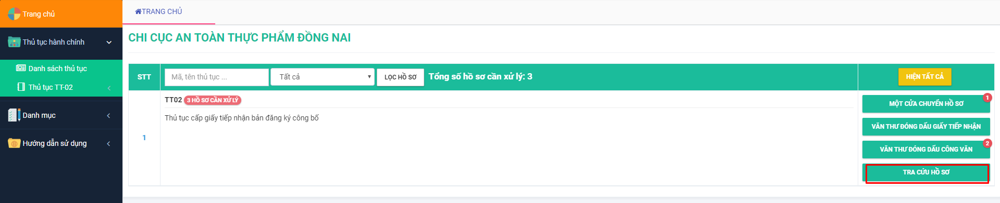 Trang chủ
Thủ tục hành chính
Danh sách thủ tục
Thủ tục TT-02
Danh mục
Hướng dẫn sử dụng
TRANG CHỦ
CHI CỤC AN TOÀN THỰC PHẨM ĐỒNG NAI
STT
Mã, tên thủ tục ...
Tất cả
LỌC HỒ SƠ
Tổng số hồ sơ cần xử lý: 3
HIỆN TẤT CẢ
1
TT02 3 HỒ SƠ CẦN XỬ LÝ
Thủ tục cấp giấy tiếp nhận bản đăng ký công bố
MỘT CỬA CHUYỂN HỒ SƠ 1
VĂN THƯ ĐÓNG DẤU GIẤY TIẾP NHẬN
VĂN THƯ ĐÓNG DẤU CÔNG VĂN 2
TRA CỨU HỒ SƠ